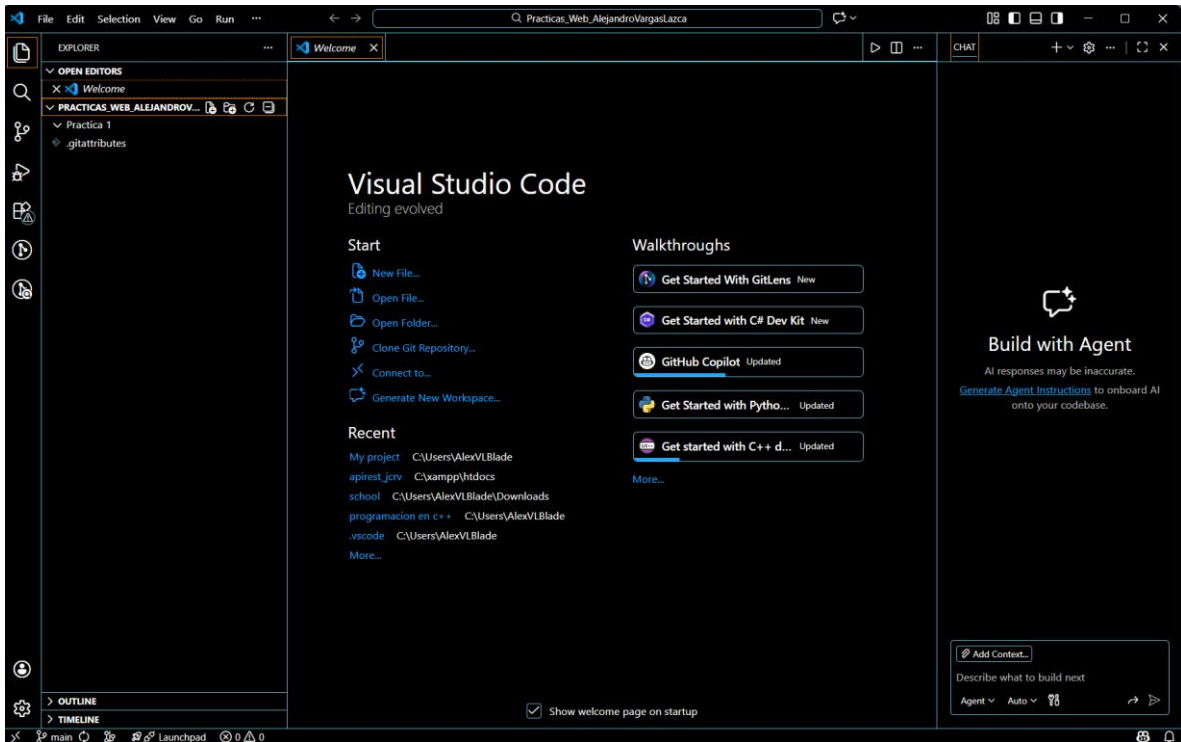 File Edit Selection View Go Run ...
Practicas_Web_AlejandroVargasLazca
EXPLORER
OPEN EDITORS
Welcome
PRACTICAS_WEB_ALEJANDROV...
Practica 1
.gitattributes
OUTLINE
TIMELINE
Welcome
Visual Studio Code
Editing evolved
Start
New File...
Open File...
Open Folder...
Clone Git Repository...
Connect to...
Generate New Workspace...
Recent
My project C:\Users\AlexVLBlade
apirest_jcrv C:\xampp\htdocs
school C:\Users\AlexVLBlade\Downloads
programacion en c++ C:\Users\AlexVLBlade
.vscode C:\Users\AlexVLBlade
More...
Walkthroughs
Get Started With GitLens New
Get Started with C# Dev Kit New
GitHub Copilot Updated
Get Started with Pytho... Updated
Get started with C++ d... Updated
More...
Show welcome page on startup
CHAT
Build with Agent
AI responses may be inaccurate.
Generate Agent Instructions to onboard AI
onto your codebase.
Add Context...
Describe what to build next
Agent Auto
main Launchpad 0 0